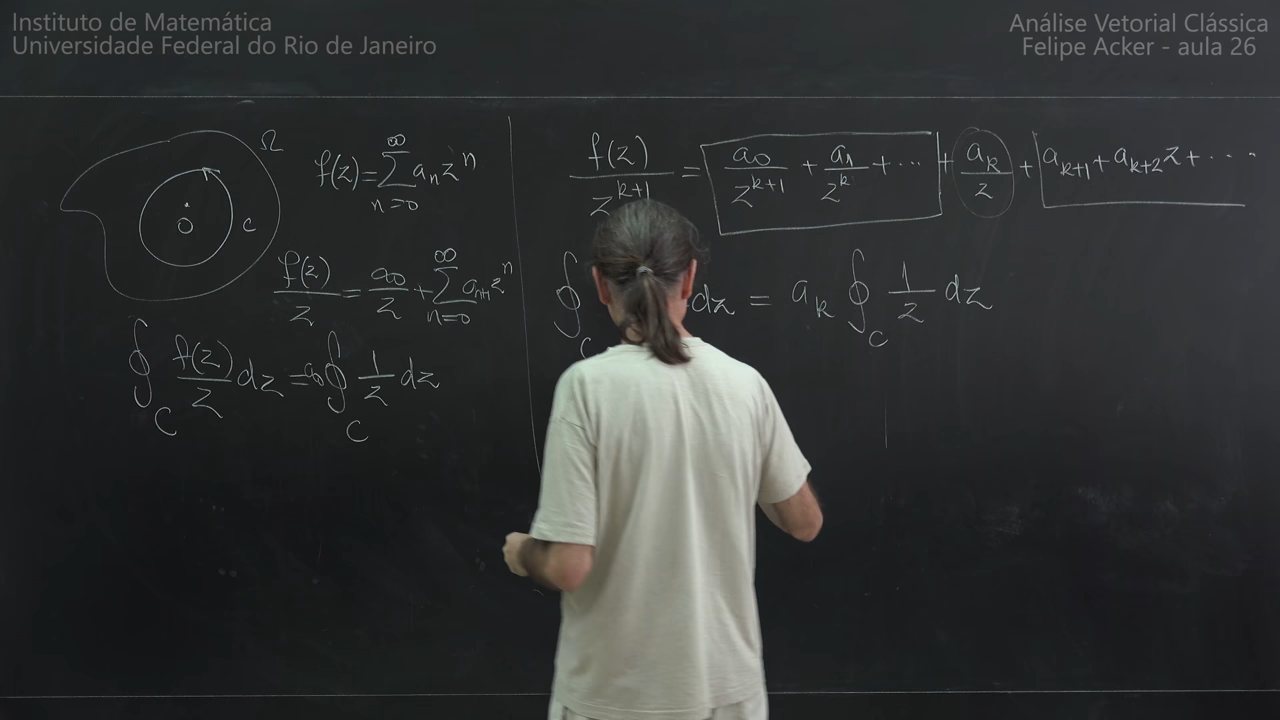 Instituto de Matemática
Universidade Federal do Rio de Janeiro
Análise Vetorial Clássica
Felipe Acker - aula 26
Ω
0
C
f(z) = ∑_{n=0}^{∞} a_n z^n
f(z)/z = a_0/z + ∑_{n=0}^{∞} a_{n+1} z^n
∮_C f(z)/z dz = a_0 ∮_C 1/z dz
f(z)/z^{k+1} = a_0/z^{k+1} + a_1/z^k + ··· + a_k/z + a_{k+1} + a_{k+2} z + ····
∮_C dz = a_k ∮_C 1/z dz